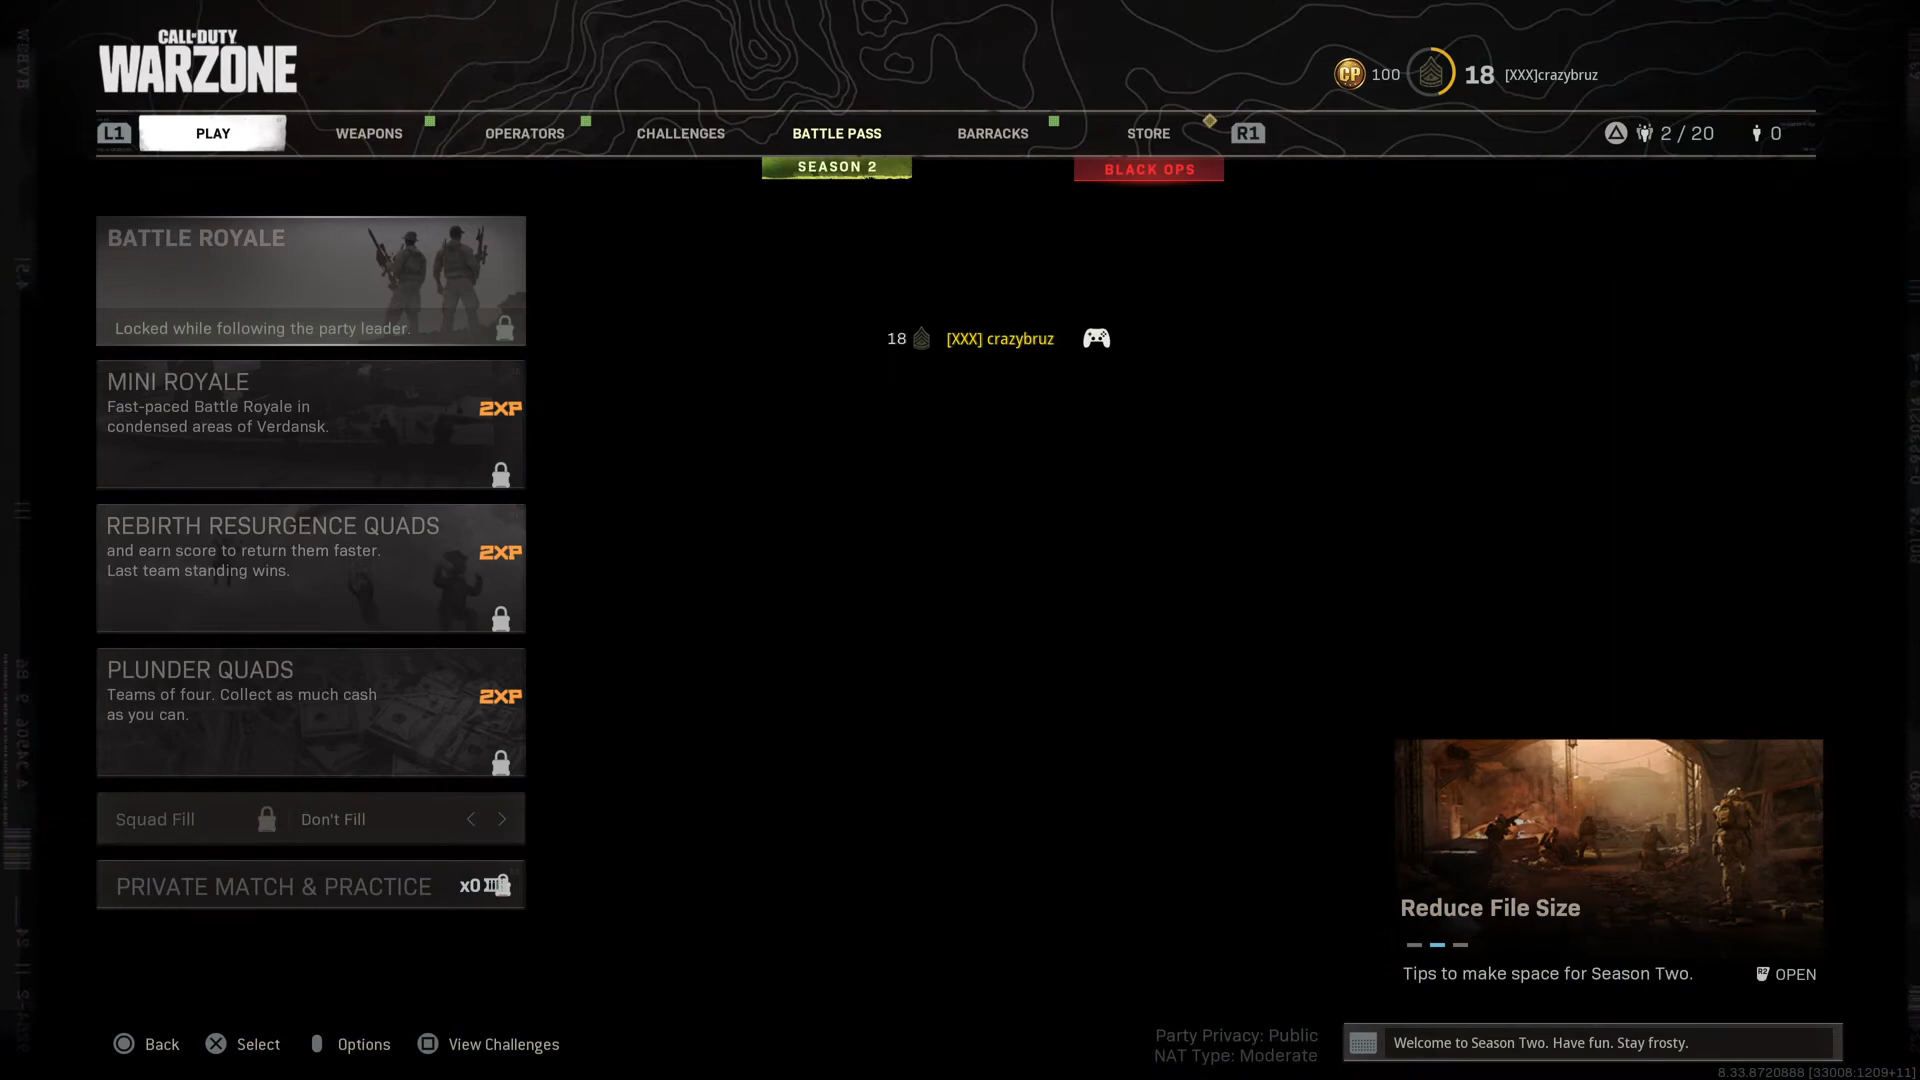 CALL OF DUTY
WARZONE
CP 100 18 [XXX]crazybruz
L1 PLAY WEAPONS OPERATORS CHALLENGES BATTLE PASS BARRACKS STORE R1 2 / 20 0
SEASON 2 BLACK OPS
BATTLE ROYALE
Locked while following the party leader.
18 [XXX] crazybruz
MINI ROYALE
Fast-paced Battle Royale in
condensed areas of Verdansk.
2XP
REBIRTH RESURGENCE QUADS
and earn score to return them faster.
Last team standing wins.
2XP
PLUNDER QUADS
Teams of four. Collect as much cash
as you can.
2XP
Squad Fill Don't Fill
PRIVATE MATCH & PRACTICE x0
Reduce File Size
Tips to make space for Season Two. R2 OPEN
Back Select Options View Challenges
Party Privacy: Public
NAT Type: Moderate
Welcome to Season Two. Have fun. Stay frosty.
8.33.8720888 [33008:1209+11]